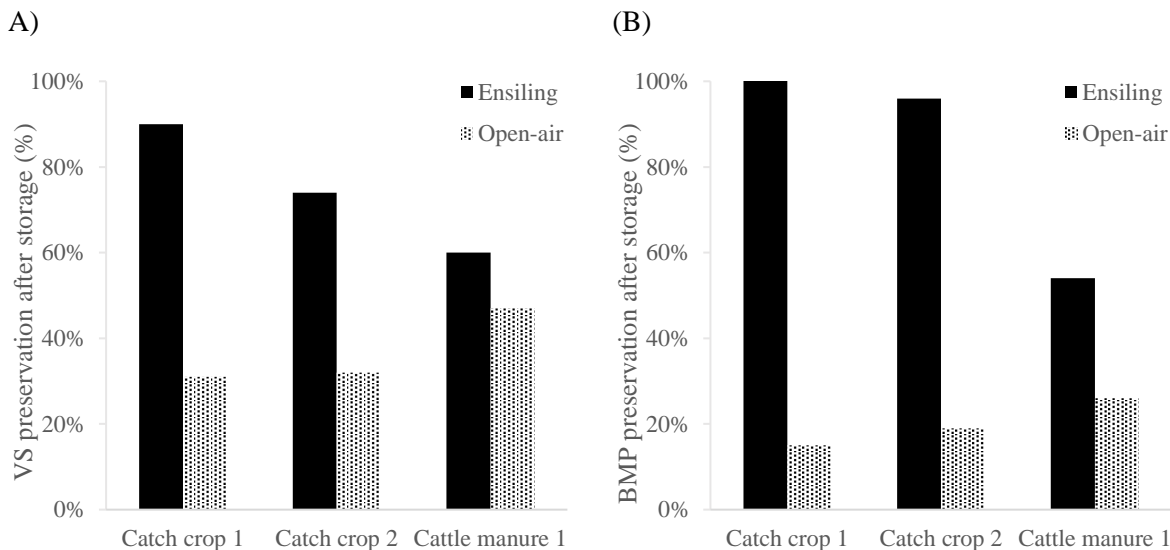 A)
(B)
100%
80%
60%
40%
20%
0%
VS preservation after storage (%)
Ensiling
Open-air
Catch crop 1 Catch crop 2 Cattle manure 1
100%
80%
60%
40%
20%
0%
BMP preservation after storage (%)
Ensiling
Open-air
Catch crop 1 Catch crop 2 Cattle manure 1